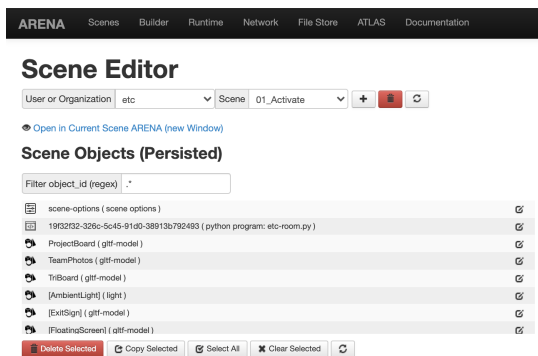 ARENA Scenes Builder Runtime Network File Store ATLAS Documentation
Scene Editor
User or Organization etc Scene 01_Activate
Open in Current Scene ARENA (new Window)
Scene Objects (Persisted)
Filter object_id (regex) .*
scene-options ( scene options )
19f32f32-326c-5c45-91d0-38913b792493 ( python program: etc-room.py )
ProjectBoard ( gltf-model )
TeamPhotos ( gltf-model )
TriBoard ( gltf-model )
[AmbientLight] ( light )
[ExitSign] ( gltf-model )
[FloatingScreen] ( gltf-model )
Delete Selected Copy Selected Select All Clear Selected